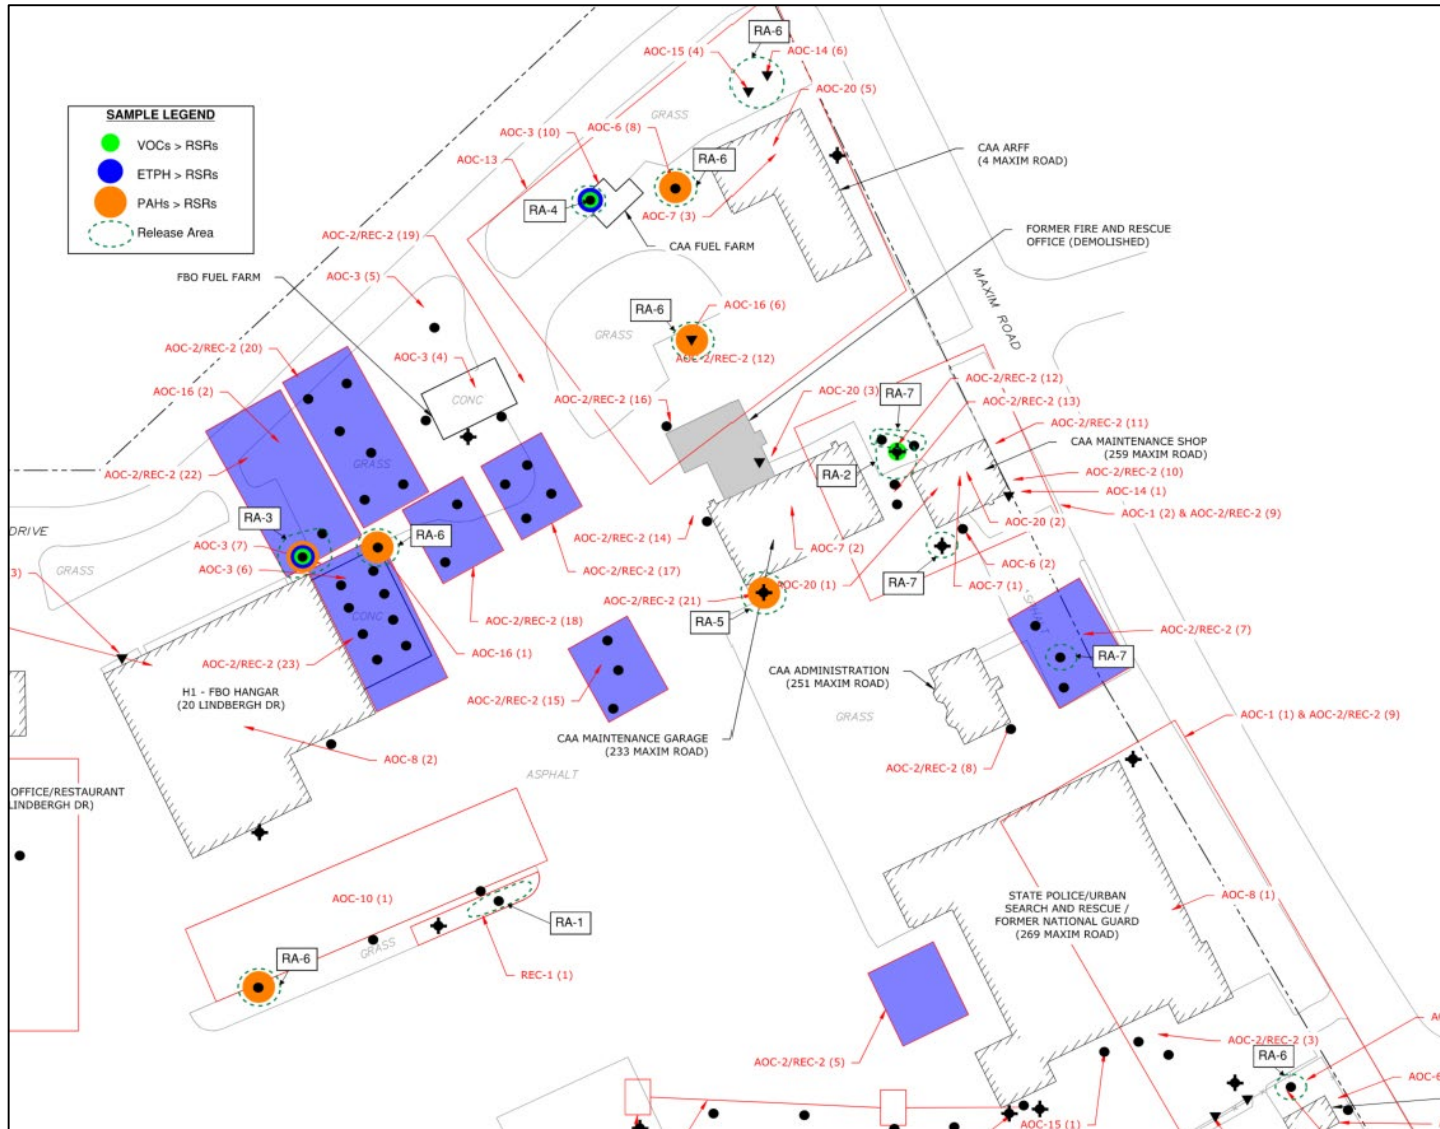 RA-6
AOC-15 (4)
AOC-14 (6)
AOC-20 (5)
GRASS
SAMPLE LEGEND
VOCs > RSRs
ETPH > RSRs
PAHs > RSRs
Release Area
AOC-3 (10)
AOC-6 (8)
AOC-13
RA-6
CAA ARFF
(4 MAXIM ROAD)
RA-4
AOC-7 (3)
CAA FUEL FARM
AOC-2/REC-2 (19)
FORMER FIRE AND RESCUE
OFFICE (DEMOLISHED)
FBO FUEL FARM
AOC-3 (5)
MAXIM ROAD
RA-6
AOC-16 (6)
GRASS
AOC-2/REC-2 (12)
AOC-2/REC-2 (20)
AOC-3 (4)
CONC
AOC-16 (2)
AOC-2/REC-2 (16)
AOC-20 (3)
RA-7
AOC-2/REC-2 (12)
AOC-2/REC-2 (13)
AOC-2/REC-2 (11)
CAA MAINTENANCE SHOP
(259 MAXIM ROAD)
GRASS
AOC-2/REC-2 (22)
RA-2
AOC-2/REC-2 (10)
AOC-14 (1)
AOC-1 (2) & AOC-2/REC-2 (9)
AOC-20 (2)
RA-3
RA-6
DRIVE
AOC-3 (7)
AOC-3 (6)
AOC-2/REC-2 (14)
AOC-7 (2)
AOC-6 (2)
AOC-7 (1)
RA-7
3)
GRASS
AOC-2/REC-2 (17)
AOC-20 (1)
AOC-2/REC-2 (21)
RA-5
CONC
AOC-2/REC-2 (18)
AOC-16 (1)
AOC-2/REC-2 (23)
AOC-2/REC-2 (7)
RA-7
H1 - FBO HANGAR
(20 LINDBERGH DR)
AOC-2/REC-2 (15)
CAA ADMINISTRATION
(251 MAXIM ROAD)
GRASS
CAA MAINTENANCE GARAGE
(233 MAXIM ROAD)
AOC-1 (1) & AOC-2/REC-2 (9)
AOC-8 (2)
AOC-2/REC-2 (8)
ASPHALT
OFFICE/RESTAURANT
LINDBERGH DR)
AOC-10 (1)
STATE POLICE/URBAN
SEARCH AND RESCUE /
FORMER NATIONAL GUARD
(269 MAXIM ROAD)
AOC-8 (1)
RA-1
GRASS
RA-6
REC-1 (1)
AOC-2/REC-2 (5)
AOC-2/REC-2 (3)
RA-6
AOC-15 (1)